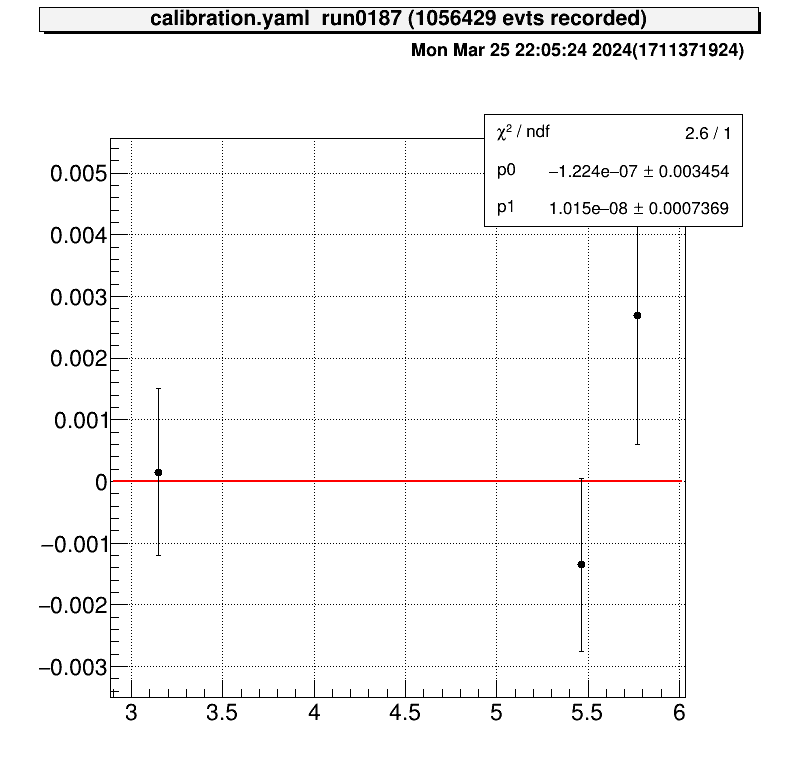 calibration.yaml run0187 (1056429 evts recorded)
Mon Mar 25 22:05:24 2024(1711371924)
χ² / ndf 2.6 / 1
p0 −1.224e−07 ± 0.003454
p1 1.015e−08 ± 0.0007369
0.005
0.004
0.003
0.002
0.001
0
−0.001
−0.002
−0.003
3 3.5 4 4.5 5 5.5 6